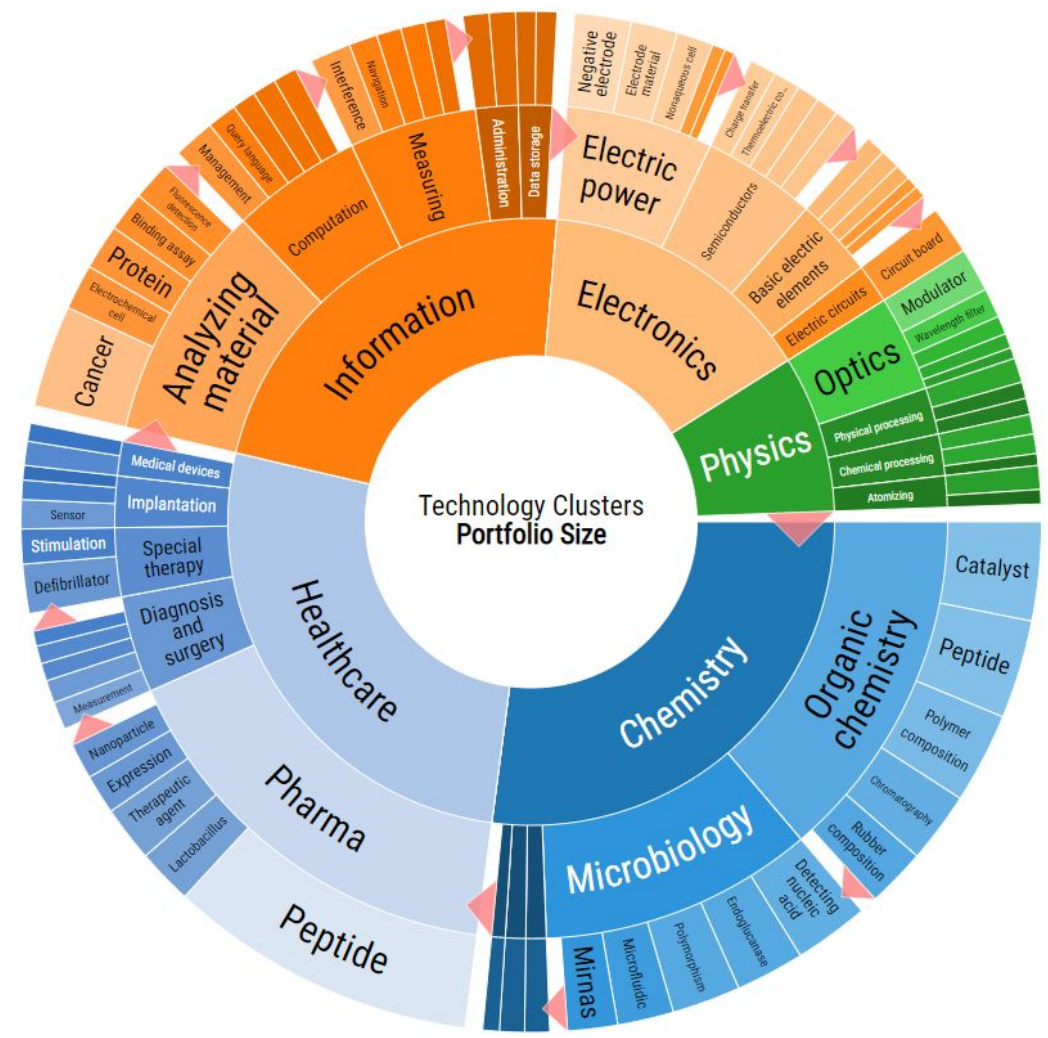 Technology Clusters
Portfolio Size
Information
Electronics
Physics
Chemistry
Healthcare
Analyzing
material
Computation
Measuring
Administration
Data storage
Electric
power
Semiconductors
Basic electric
elements
Electric circuits
Optics
Physical processing
Chemical processing
Atomizing
Organic
chemistry
Microbiology
Pharma
Diagnosis
and
surgery
Special
therapy
Implantation
Medical devices
Cancer
Electrochemical
cell
Protein
Binding assay
Fluorescence
detection
Management
Query language
Interference
Navigation
Negative
electrode
Electrode
material
Nonaqueous cell
Charge transfer
Thermoelectric co...
Circuit board
Modulator
Wavelength filter
Catalyst
Peptide
Polymer
composition
Chromatography
Rubber
composition
Detecting
nucleic
acid
Endoglucanase
Polymorphism
Microfluidic
Mirnas
Peptide
Lactobacillus
Therapeutic
agent
Expression
Nanoparticle
Measurement
Defibrillator
Stimulation
Sensor